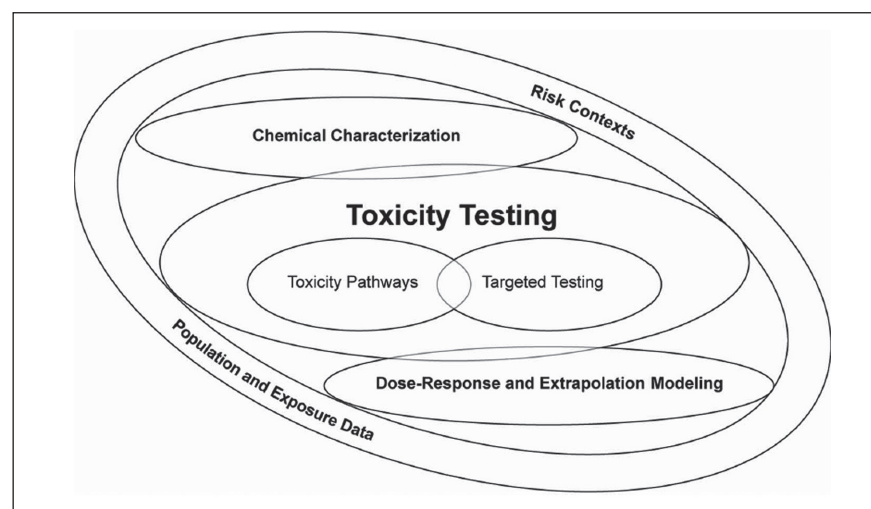 Risk Contexts
Chemical Characterization
Toxicity Testing
Toxicity Pathways
Targeted Testing
Dose-Response and Extrapolation Modeling
Population and Exposure Data